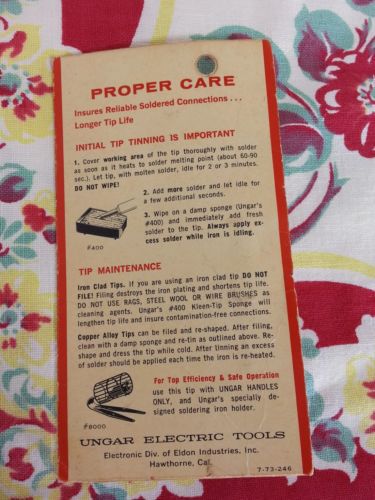 PROPER CARE
Insures Reliable Soldered Connections . . .
Longer Tip Life
INITIAL TIP TINNING IS IMPORTANT
1. Cover working area of the tip thoroughly with solder
as soon as it heats to solder melting point (about 60-90
sec.). Let tip, with molten solder, idle for 2 or 3 minutes.
DO NOT WIPE!
2. Add more solder and let idle for
a few additional seconds.
3. Wipe on a damp sponge (Ungar's
#400) and immediately add fresh
solder to the tip. Always apply ex-
cess solder while iron is idling.
#400
TIP MAINTENANCE
Iron Clad Tips. If you are using an iron clad tip DO NOT
FILE! Filing destroys the iron plating and shortens tip life.
DO NOT USE RAGS, STEEL WOOL OR WIRE BRUSHES as
cleaning agents. Ungar's #400 Kleen-Tip Sponge will
lengthen tip life and insure contamination-free connections.
Copper Alloy Tips can be filed and re-shaped. After filing,
clean with a damp sponge and re-tin as outlined above. Re-
shape and dress the tip while cold. After tinning an excess
of solder should be applied each time the iron is re-heated.
For Top Efficiency & Safe Operation
use this tip with UNGAR HANDLES
ONLY, and Ungar's specially de-
signed soldering iron holder.
#8000
UNGAR ELECTRIC TOOLS
Electronic Div. of Eldon Industries, Inc.
Hawthorne, Cal.
7-73-246